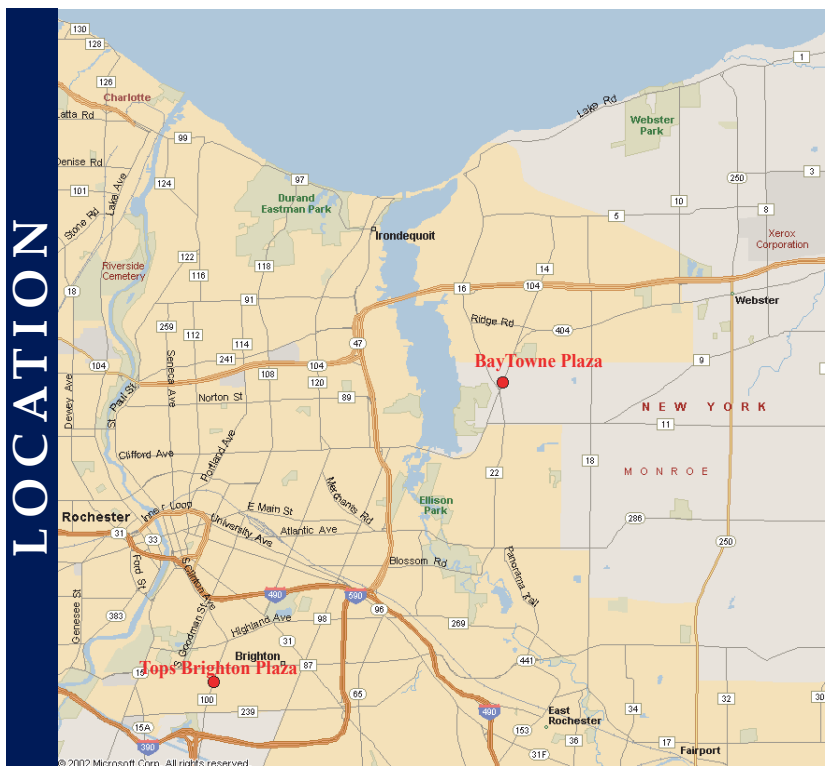 LOCATION
130
128
1
126
Charlotte
Lake Rd
Latta Rd
Webster
Park
99
Denise Rd
97
250
3
101
Lake Ave
124
Durand
Eastman Park
10
8
5
Stone Rd
Irondequoit
Xerox
Corporation
122
Riverside
Cemetery
116
118
14
18
16
104
91
Webster
259
Ridge Rd
404
112
114
47
Seneca Ave
241
BayTowne Plaza
9
104
104
108
120
Dewey Ave
St Paul St
Norton St
89
NEW YORK
11
Portland Ave
Clifford Ave
18
MONROE
22
Merchants Rd
Ellison
Park
Inner Loop
E Main St
Rochester
University Ave
Atlantic Ave
286
31
33
250
Blossom Rd
Panorama Trail
Ford St
S Clinton Ave
490
590
96
Genesee St
383
S Goodman St
Highland Ave
98
269
31
Brighton
87
441
15
Tops Brighton Plaza
100
65
32
30
239
490
East
Rochester
34
15A
153
36
17
390
31F
Fairport
© 2002 Microsoft Corp. All rights reserved